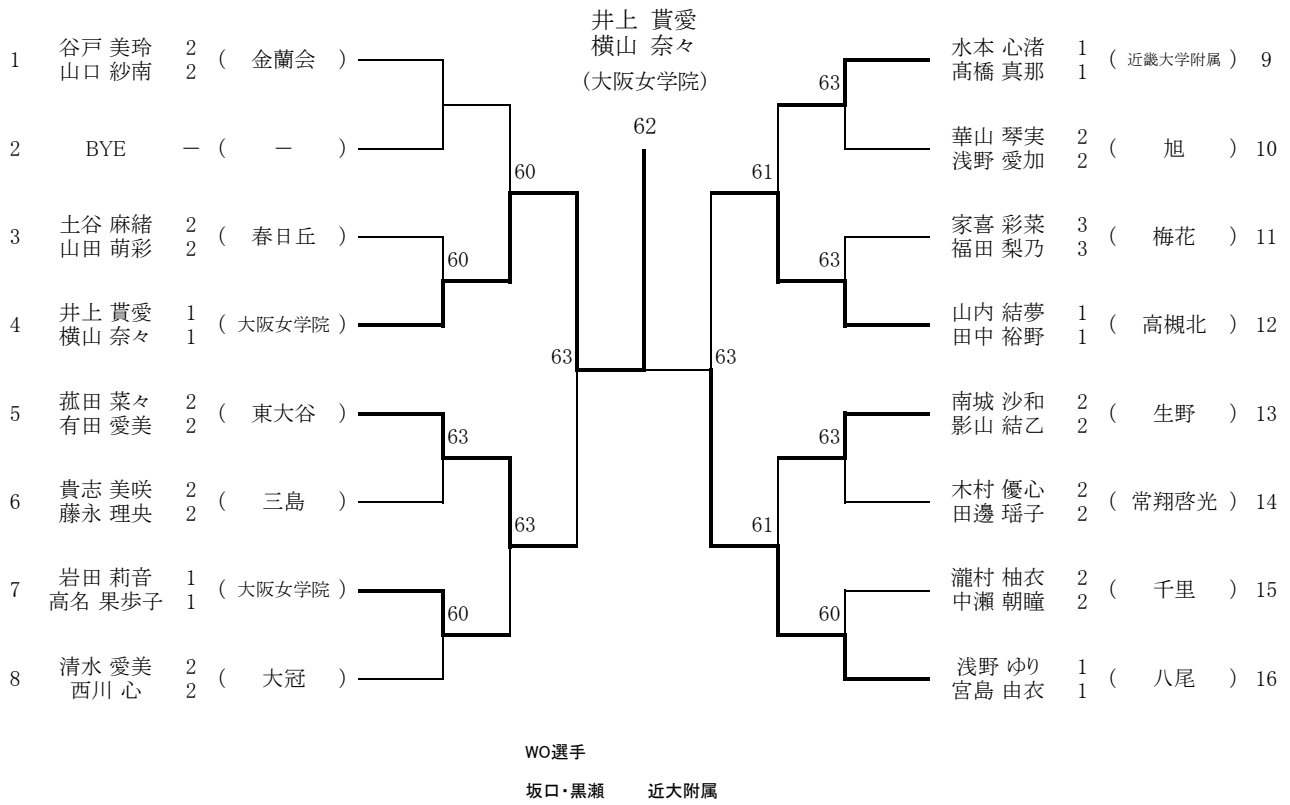 井上 貰愛
横山 奈々
(大阪女学院)
62
1 谷戸 美玲 2 ( 金蘭会 )
山口 紗南 2
2 BYE － ( － )
60
3 土谷 麻緒 2 ( 春日丘 )
山田 萌彩 2
60
4 井上 貰愛 1 ( 大阪女学院 )
横山 奈々 1
63
5 菰田 菜々 2 ( 東大谷 )
有田 愛美 2
63
6 貴志 美咲 2 ( 三島 )
藤永 理央 2
63
7 岩田 莉音 1 ( 大阪女学院 )
高名 果歩子 1
60
8 清水 愛美 2 ( 大冠 )
西川 心 2
水本 心渚 1 ( 近畿大学附属 ) 9
髙橋 真那 1
63
華山 琴実 2 ( 旭 ) 10
浅野 愛加 2
61
家喜 彩菜 3 ( 梅花 ) 11
福田 梨乃 3
63
山内 結夢 1 ( 高槻北 ) 12
田中 裕野 1
63
南城 沙和 2 ( 生野 ) 13
影山 結乙 2
63
木村 優心 2 ( 常翔啓光 ) 14
田邊 瑶子 2
61
瀧村 柚衣 2 ( 千里 ) 15
中瀬 朝瞳 2
60
浅野 ゆり 1 ( 八尾 ) 16
宮島 由衣 1
WO選手
坂口・黒瀬 近大附属